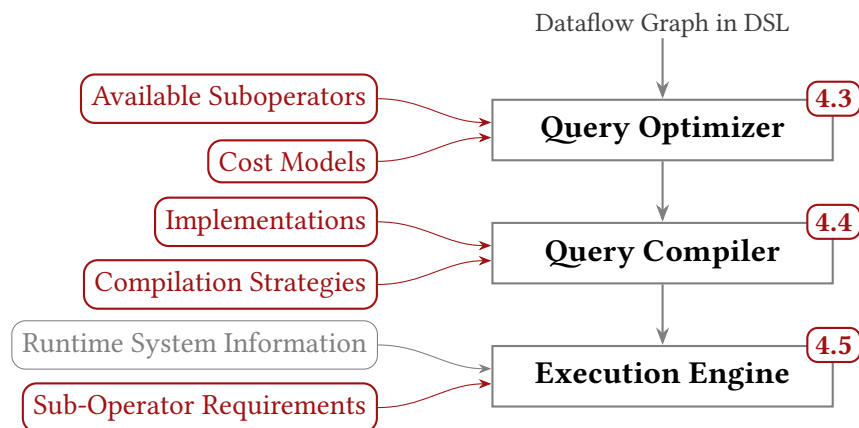 Dataflow Graph in DSL
Available Suboperators
4.3
Query Optimizer
Cost Models
Implementations
4.4
Query Compiler
Compilation Strategies
Runtime System Information
4.5
Execution Engine
Sub-Operator Requirements